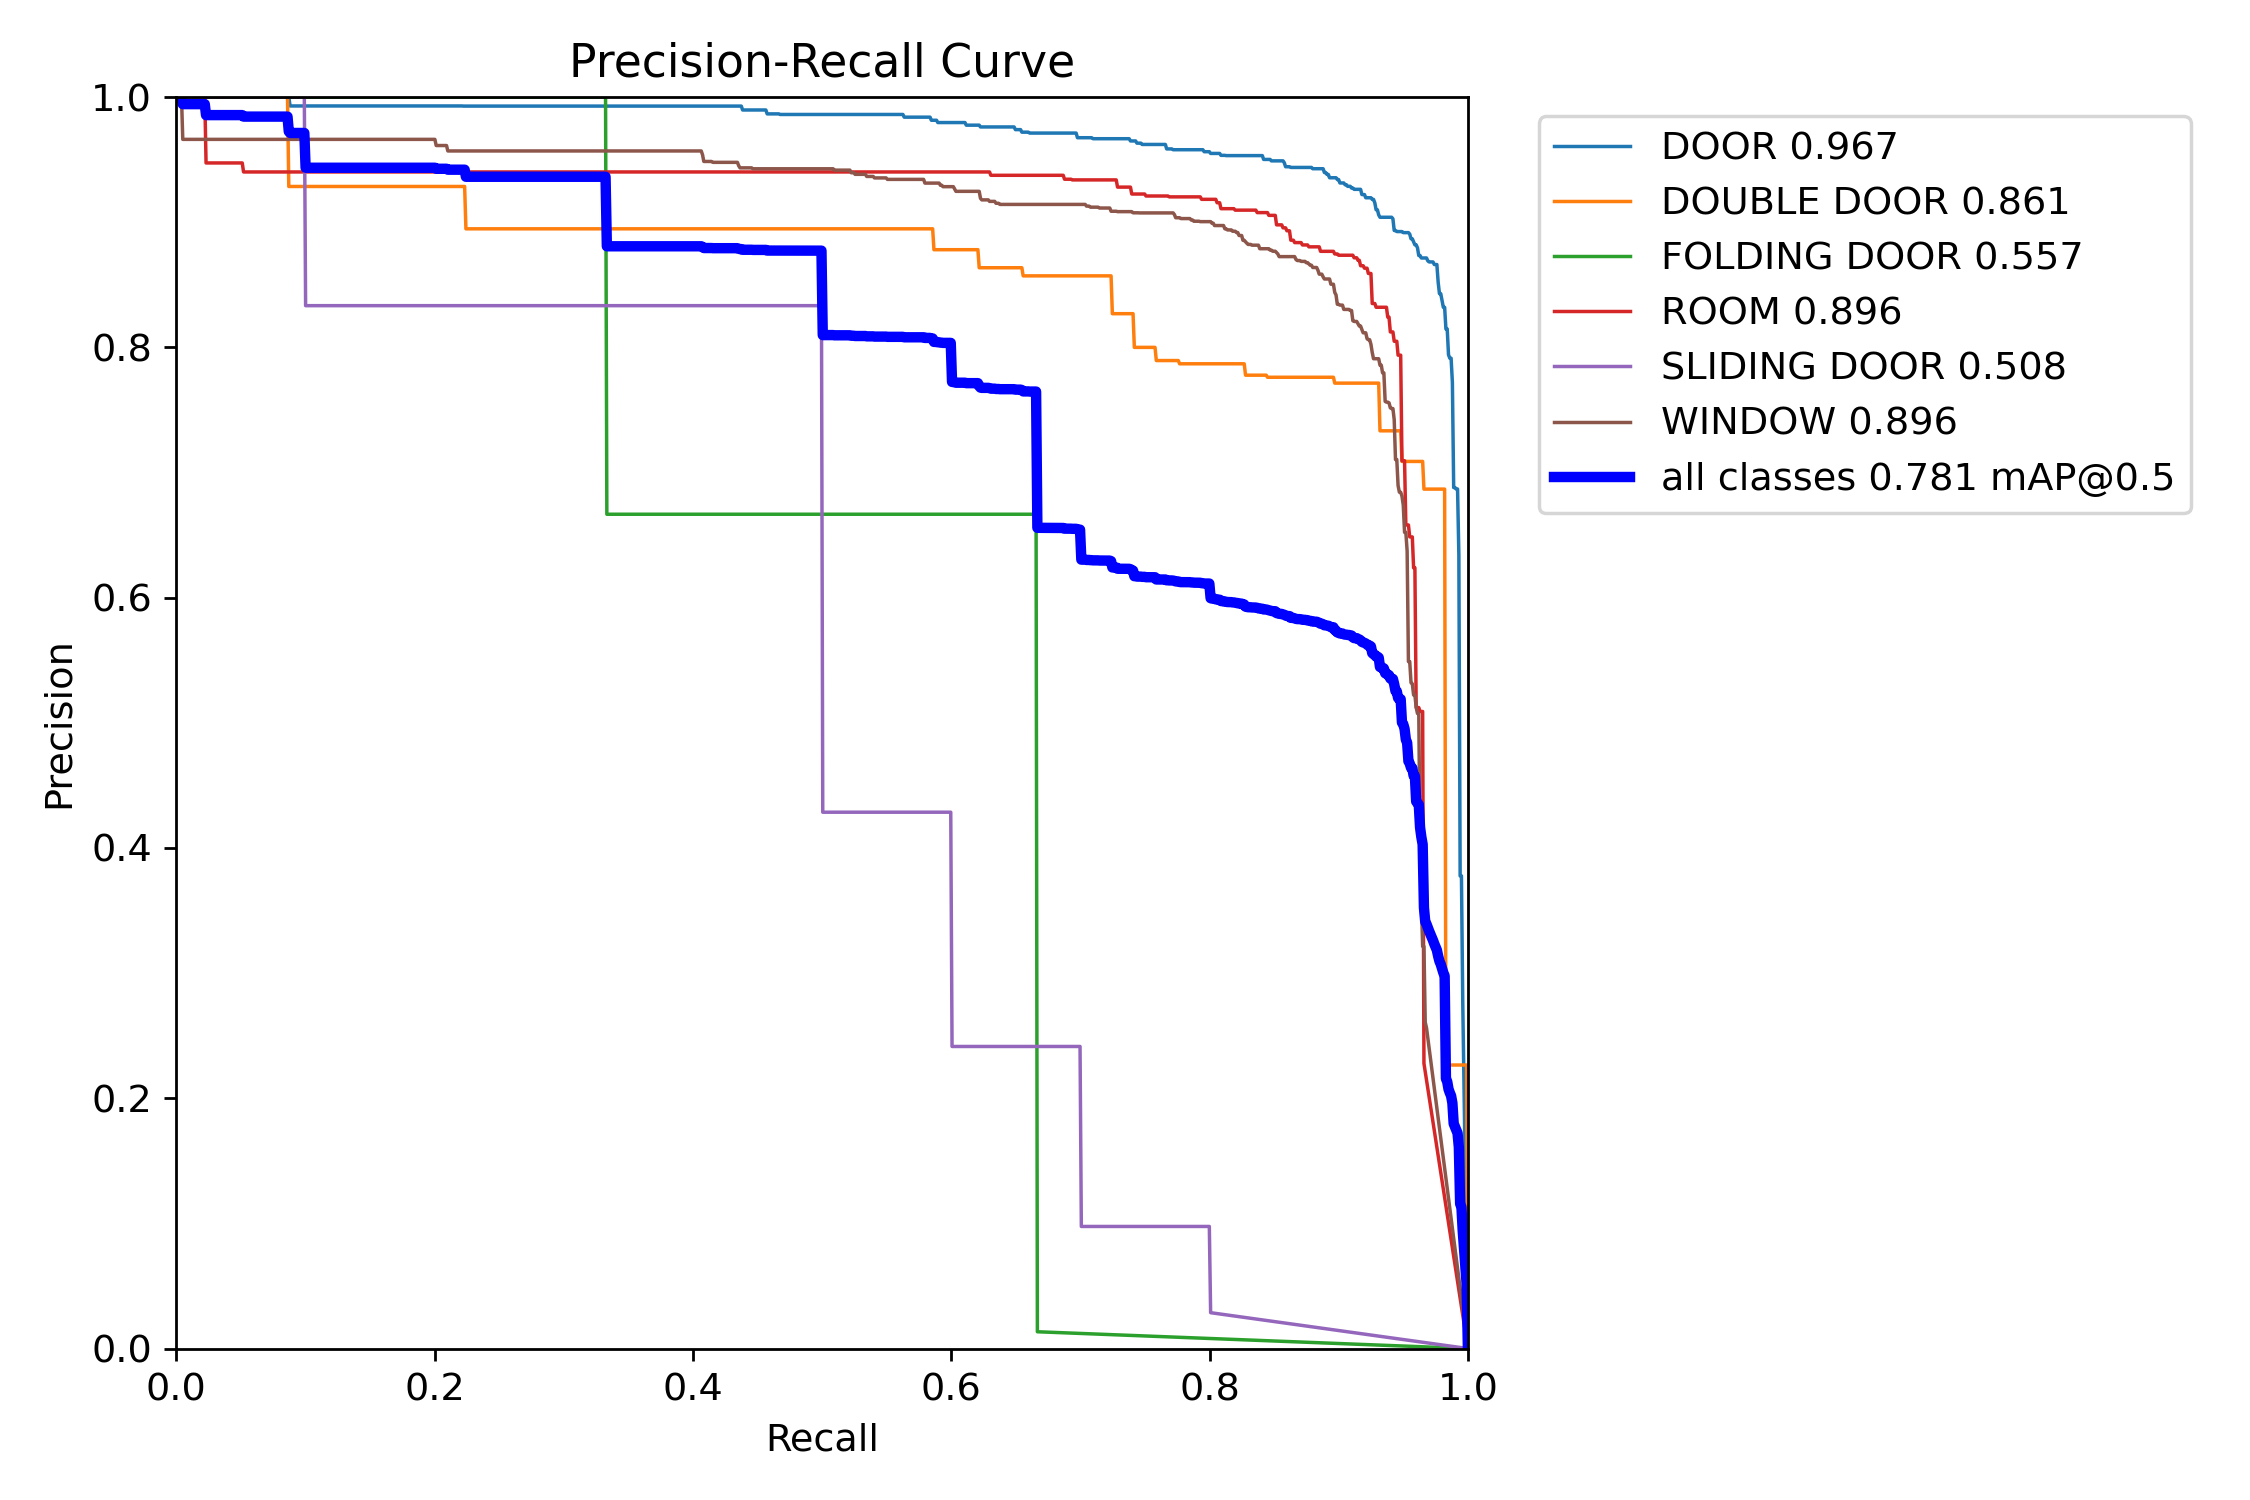 Precision-Recall Curve
1.0
0.8
0.6
0.4
0.2
0.0
Precision
0.0 0.2 0.4 0.6 0.8 1.0
Recall
DOOR 0.967
DOUBLE DOOR 0.861
FOLDING DOOR 0.557
ROOM 0.896
SLIDING DOOR 0.508
WINDOW 0.896
all classes 0.781 mAP@0.5